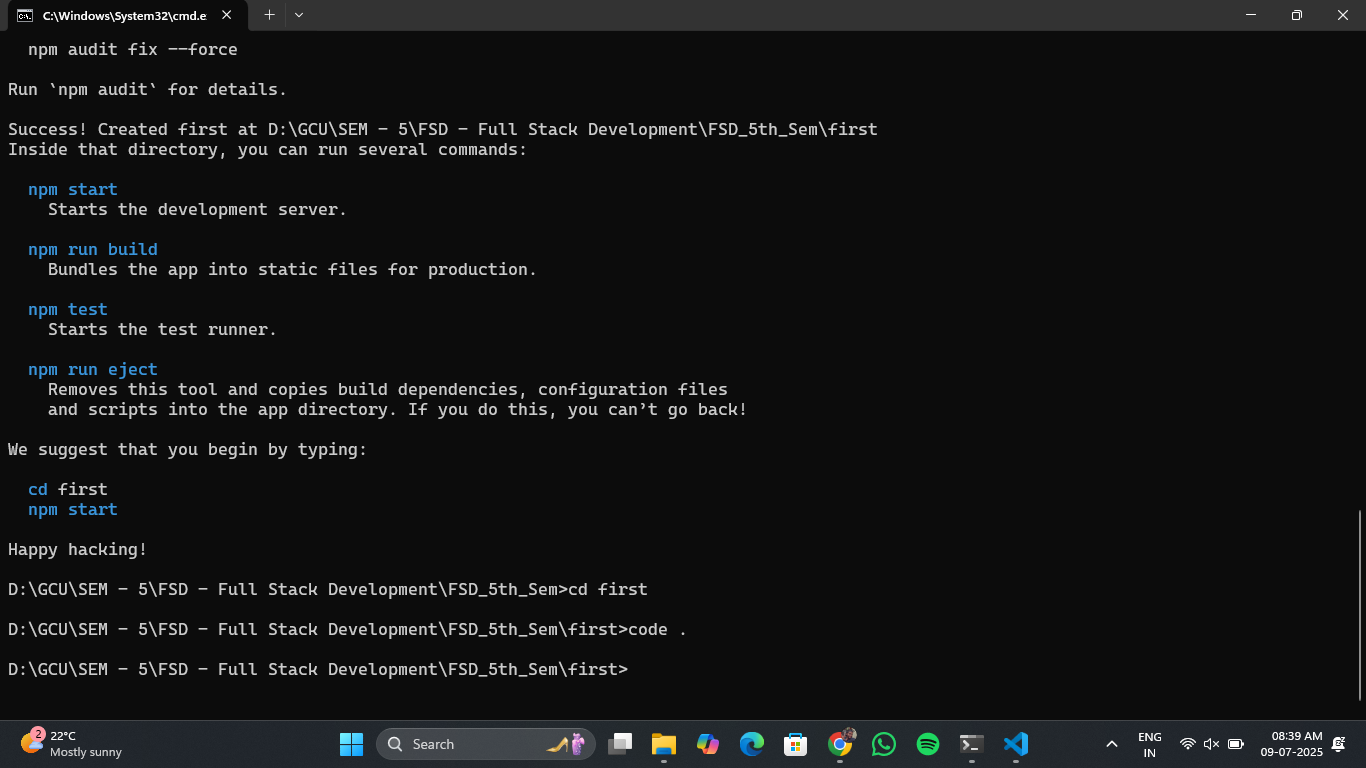 C:\Windows\System32\cmd.e
npm audit fix --force
Run `npm audit` for details.
Success! Created first at D:\GCU\SEM - 5\FSD - Full Stack Development\FSD_5th_Sem\first
Inside that directory, you can run several commands:
npm start
Starts the development server.
npm run build
Bundles the app into static files for production.
npm test
Starts the test runner.
npm run eject
Removes this tool and copies build dependencies, configuration files
and scripts into the app directory. If you do this, you can't go back!
We suggest that you begin by typing:
cd first
npm start
Happy hacking!
D:\GCU\SEM - 5\FSD - Full Stack Development\FSD_5th_Sem>cd first
D:\GCU\SEM - 5\FSD - Full Stack Development\FSD_5th_Sem\first>code .
D:\GCU\SEM - 5\FSD - Full Stack Development\FSD_5th_Sem\first>
2
22°C
Mostly sunny
Search
ENG
IN
08:39 AM
09-07-2025